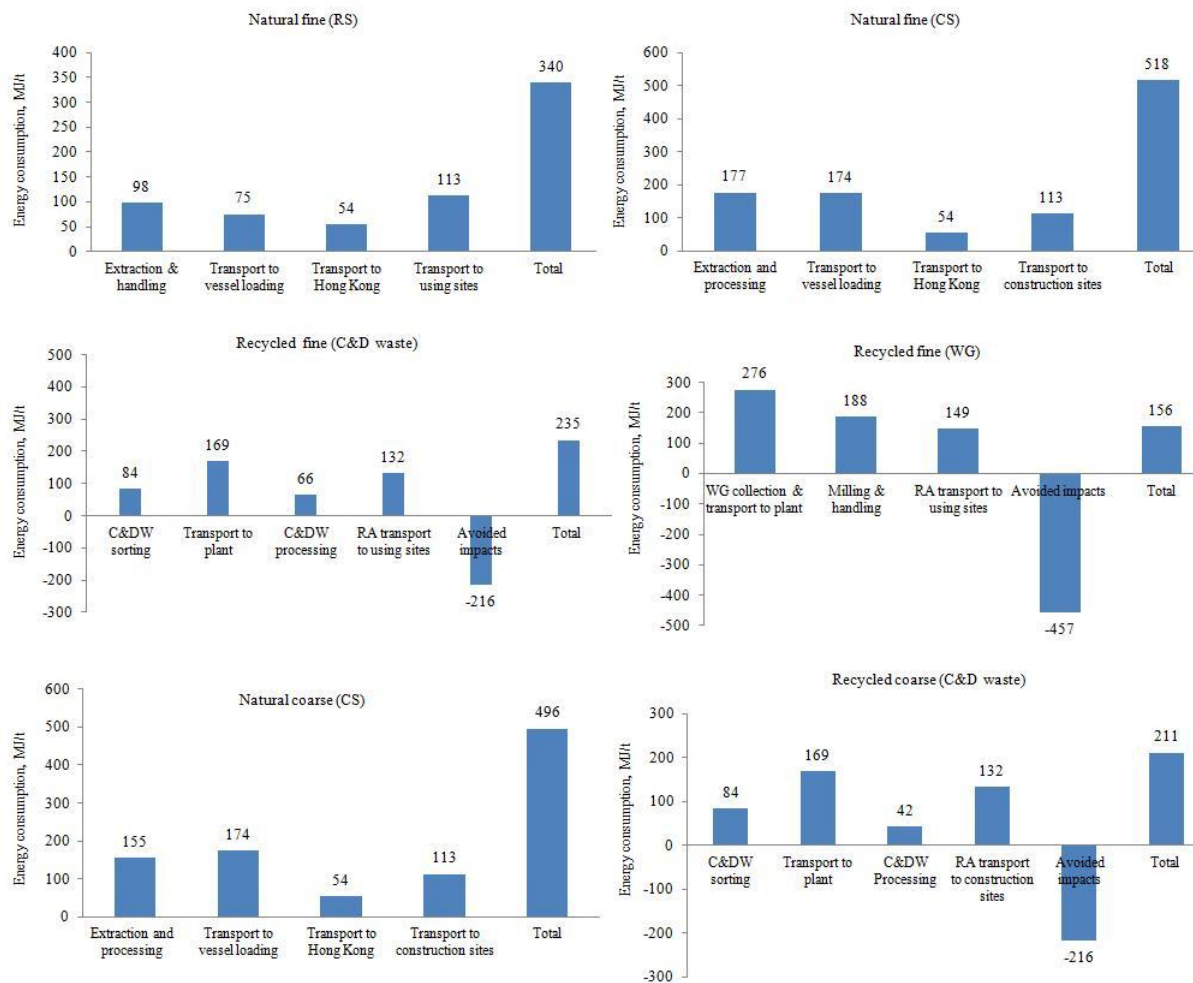 Natural fine (RS)
Energy consumption, MJ/t
400
350
300
250
200
150
100
50
0
98
75
54
113
340
Extraction &
handling
Transport to
vessel loading
Transport to
Hong Kong
Transport to
using sites
Total
Natural fine (CS)
Energy consumption, MJ/t
600
500
400
300
200
100
0
177
174
54
113
518
Extraction and
processing
Transport to
vessel loading
Transport to
Hong Kong
Transport to
construction sites
Total
Recycled fine (C&D waste)
Energy consumption, MJ/t
500
400
300
200
100
0
-100
-200
-300
84
169
66
132
-216
235
C&DW
sorting
Transport to
plant
C&DW
processing
RA transport
to using sites
Avoided
impacts
Total
Recycled fine (WG)
Energy consumption, MJ/t
300
200
100
0
-100
-200
-300
-400
-500
276
188
149
-457
156
WG collection &
transport to plant
Milling &
handling
RA transport to
using sites
Avoided impacts
Total
Natural coarse (CS)
Energy consumption, MJ/t
600
500
400
300
200
100
0
155
174
54
113
496
Extraction and
processing
Transport to
vessel loading
Transport to
Hong Kong
Transport to
construction sites
Total
Recycled coarse (C&D waste)
Energy consumption, MJ/t
300
200
100
0
-100
-200
-300
84
169
42
132
-216
211
C&DW
sorting
Transport to
plant
C&DW
Processing
RA transport
to construction
sites
Avoided
impacts
Total